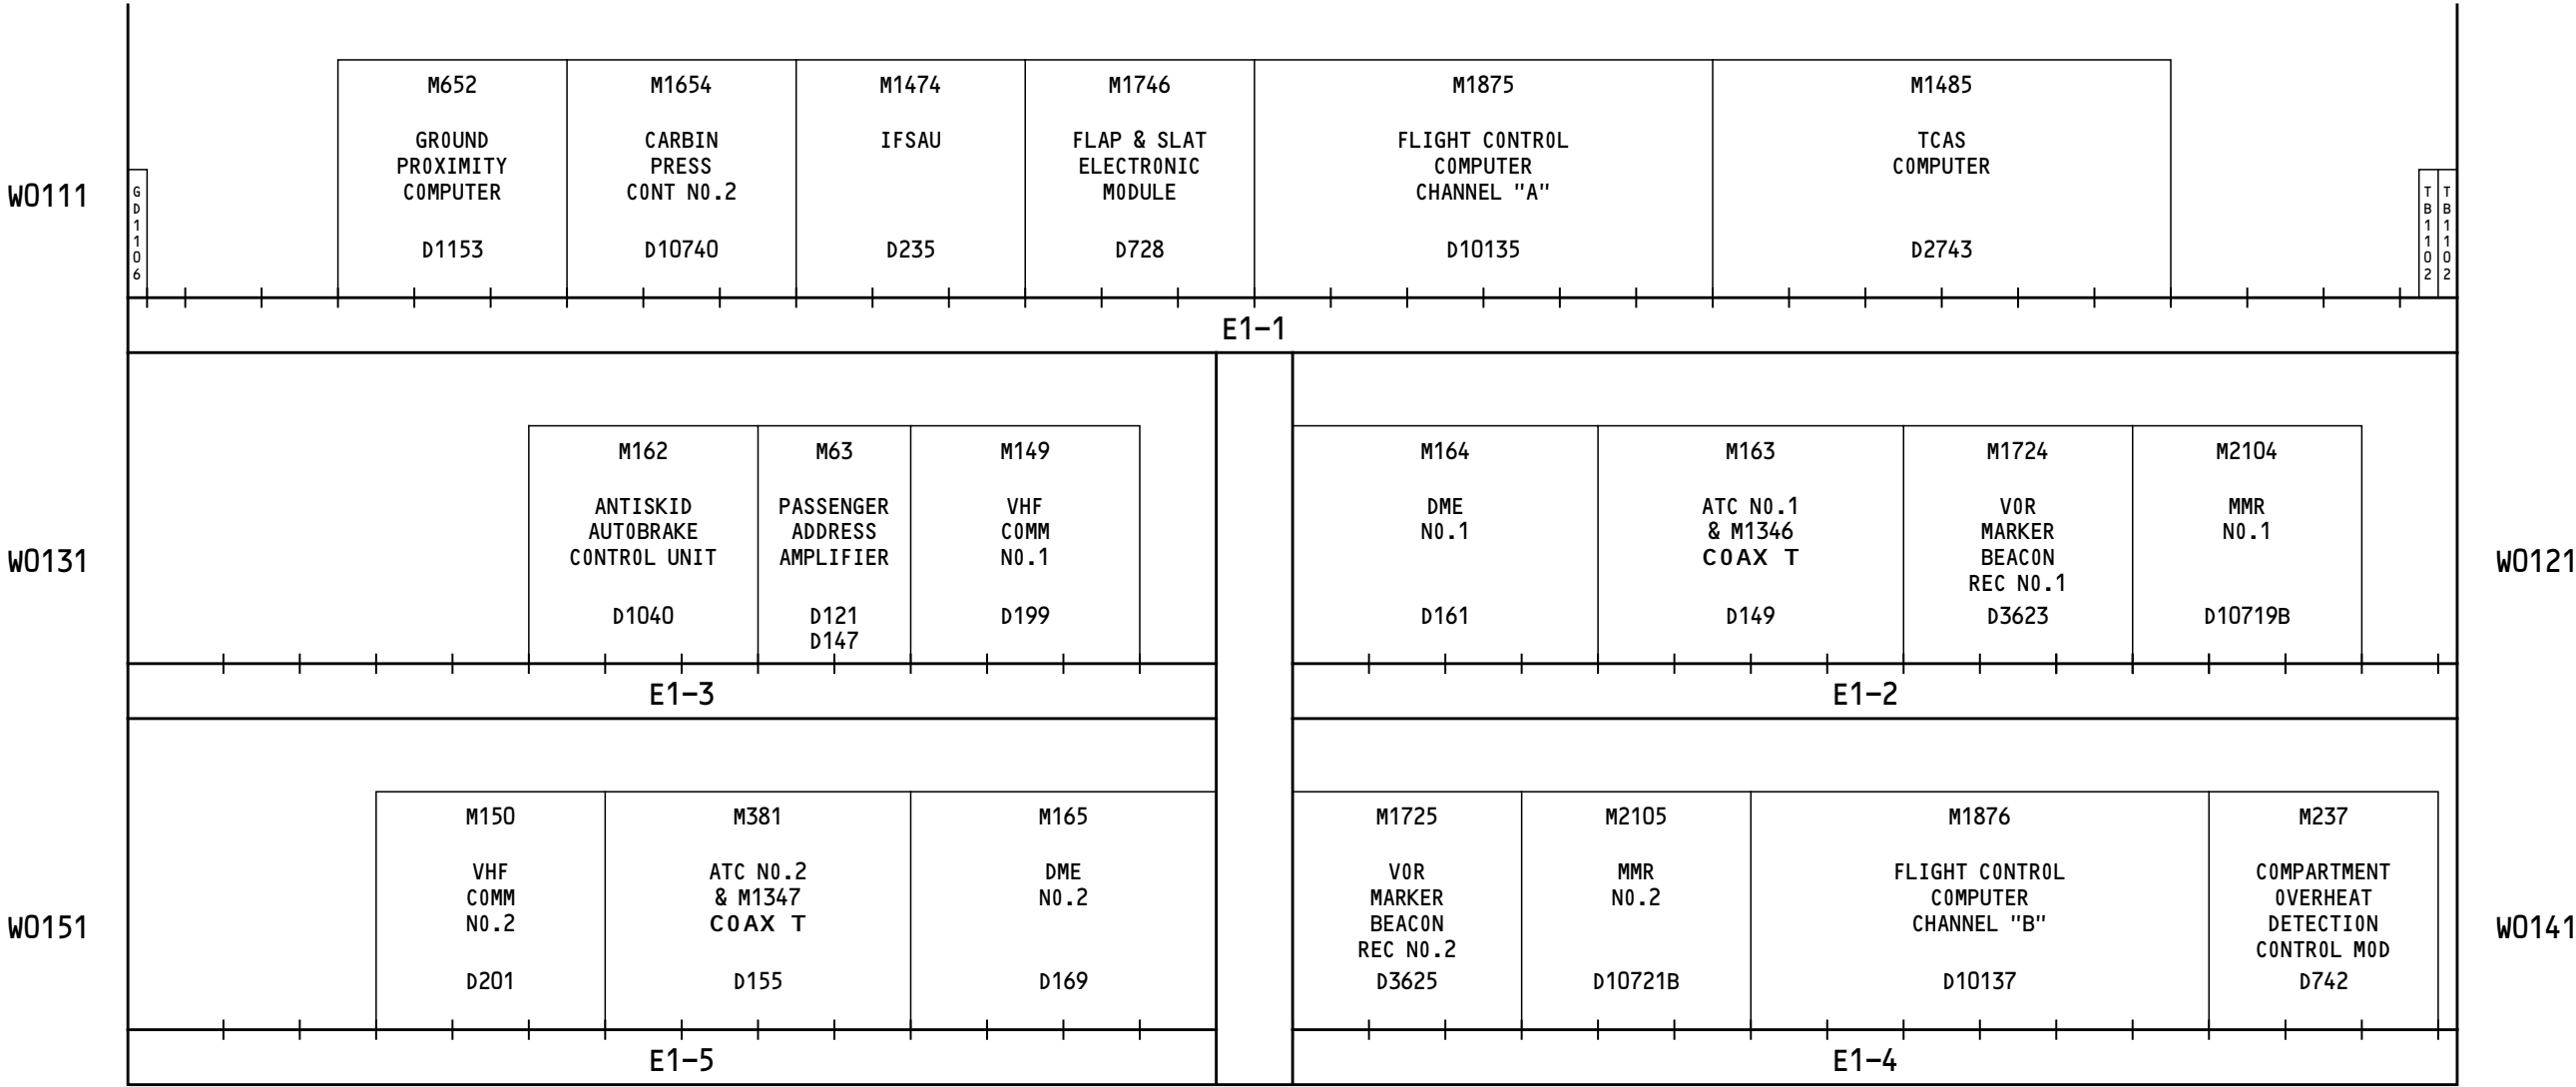 M652
GROUND
PROXIMITY
COMPUTER
D1153
M1654
CARBIN
PRESS
CONT NO.2
D10740
M1474
IFSAU
D235
M1746
FLAP & SLAT
ELECTRONIC
MODULE
D728
M1875
FLIGHT CONTROL
COMPUTER
CHANNEL "A"
D10135
M1485
TCAS
COMPUTER
D2743
W0111
GD1106
TB1102
TB1102
E1-1
W0131
M162
ANTISKID
AUTOBRAKE
CONTROL UNIT
D1040
M63
PASSENGER
ADDRESS
AMPLIFIER
D121
D147
M149
VHF
COMM
NO.1
D199
E1-3
M164
DME
NO.1
D161
M163
ATC NO.1
& M1346
COAX T
D149
M1724
VOR
MARKER
BEACON
REC NO.1
D3623
M2104
MMR
NO.1
D10719B
W0121
E1-2
W0151
M150
VHF
COMM
NO.2
D201
M381
ATC NO.2
& M1347
COAX T
D155
M165
DME
NO.2
D169
E1-5
M1725
VOR
MARKER
BEACON
REC NO.2
D3625
M2105
MMR
NO.2
D10721B
M1876
FLIGHT CONTROL
COMPUTER
CHANNEL "B"
D10137
M237
COMPARTMENT
OVERHEAT
DETECTION
CONTROL MOD
D742
W0141
E1-4